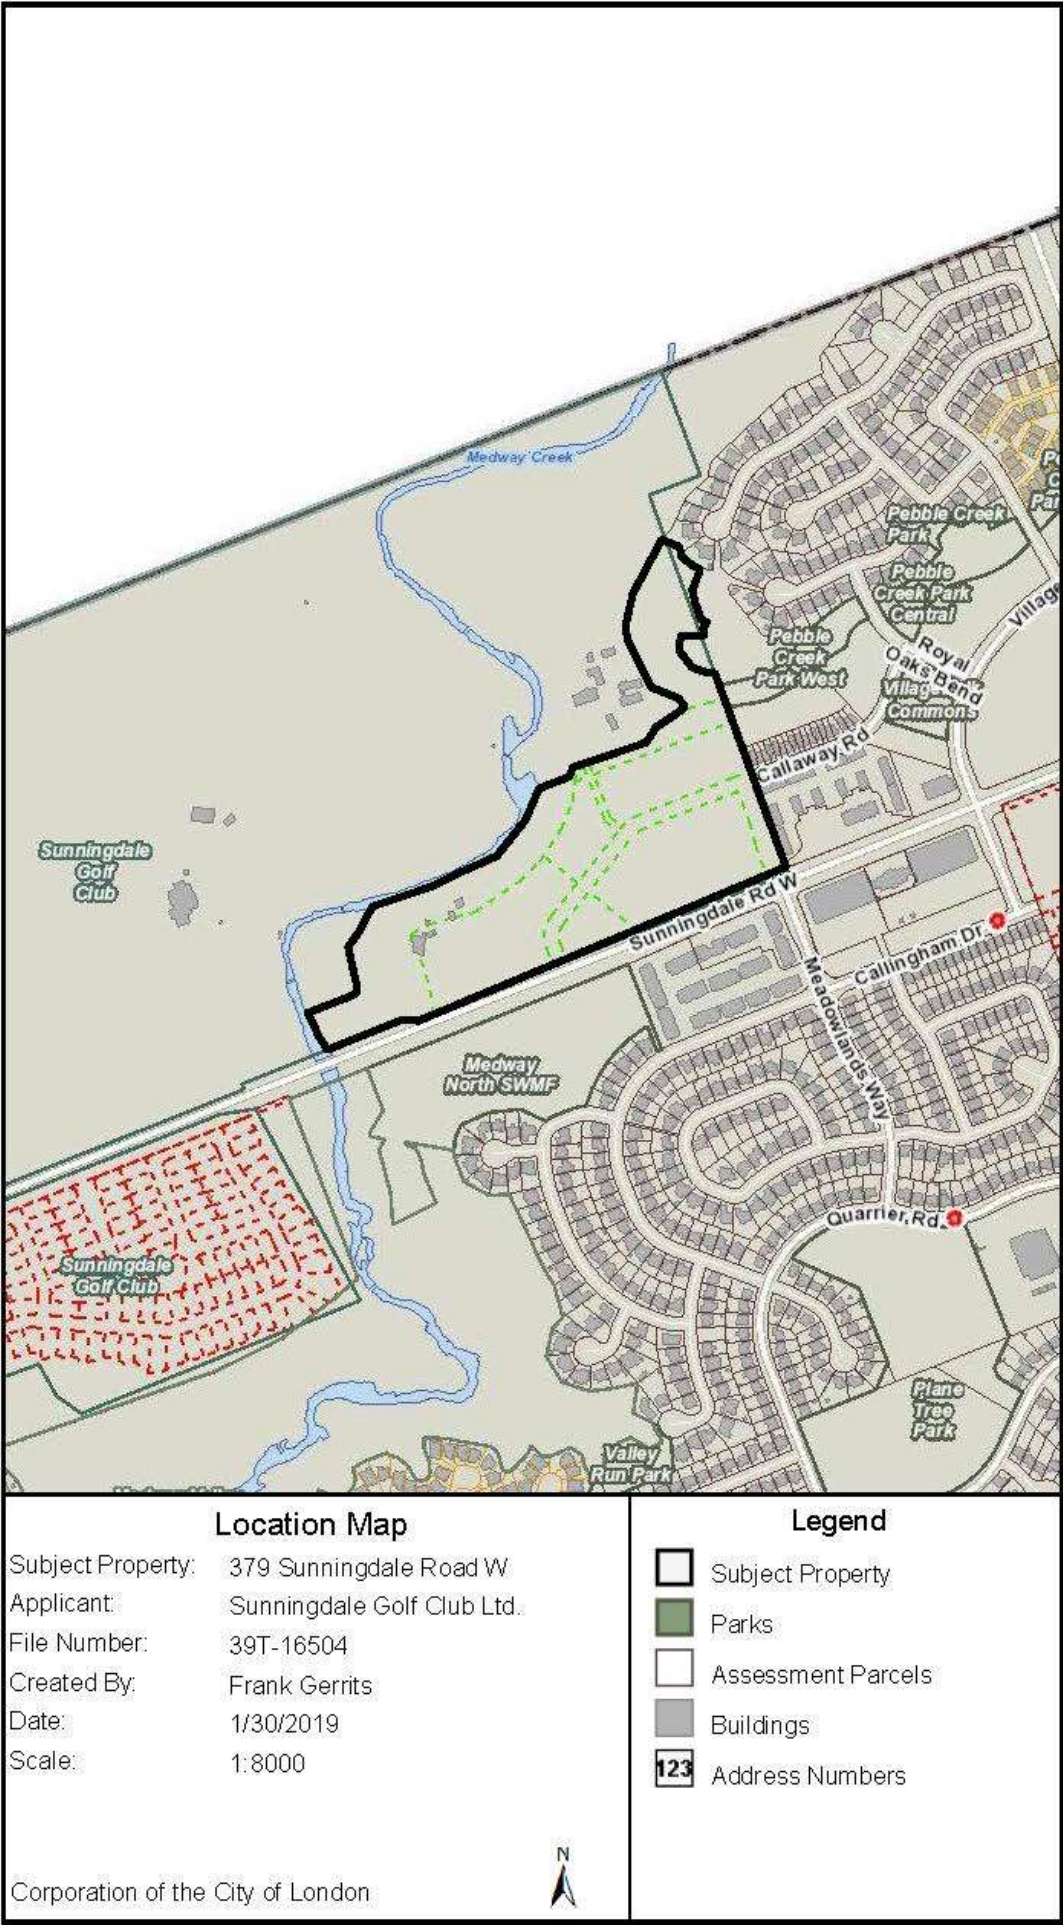 Medway Creek
Pebble Creek
Park
Pebble
Creek Park
Central
Village
Royal
Oaks Bend
Pebble
Creek
Park West
Village
Commons
Callaway Rd
Sunningdale
Golf
Club
Sunningdale Rd W
Callingham Dr.
Meadowlands Way
Medway
North SWMF
Quarrier Rd.
Sunningdale
Golf Club
Plane
Tree
Park
Valley
Run Park
Location Map
Subject Property: 379 Sunningdale Road W
Applicant: Sunningdale Golf Club Ltd.
File Number: 39T-16504
Created By: Frank Gerrits
Date: 1/30/2019
Scale: 1:8000
N
Corporation of the City of London
Legend
Subject Property
Parks
Assessment Parcels
Buildings
123 Address Numbers